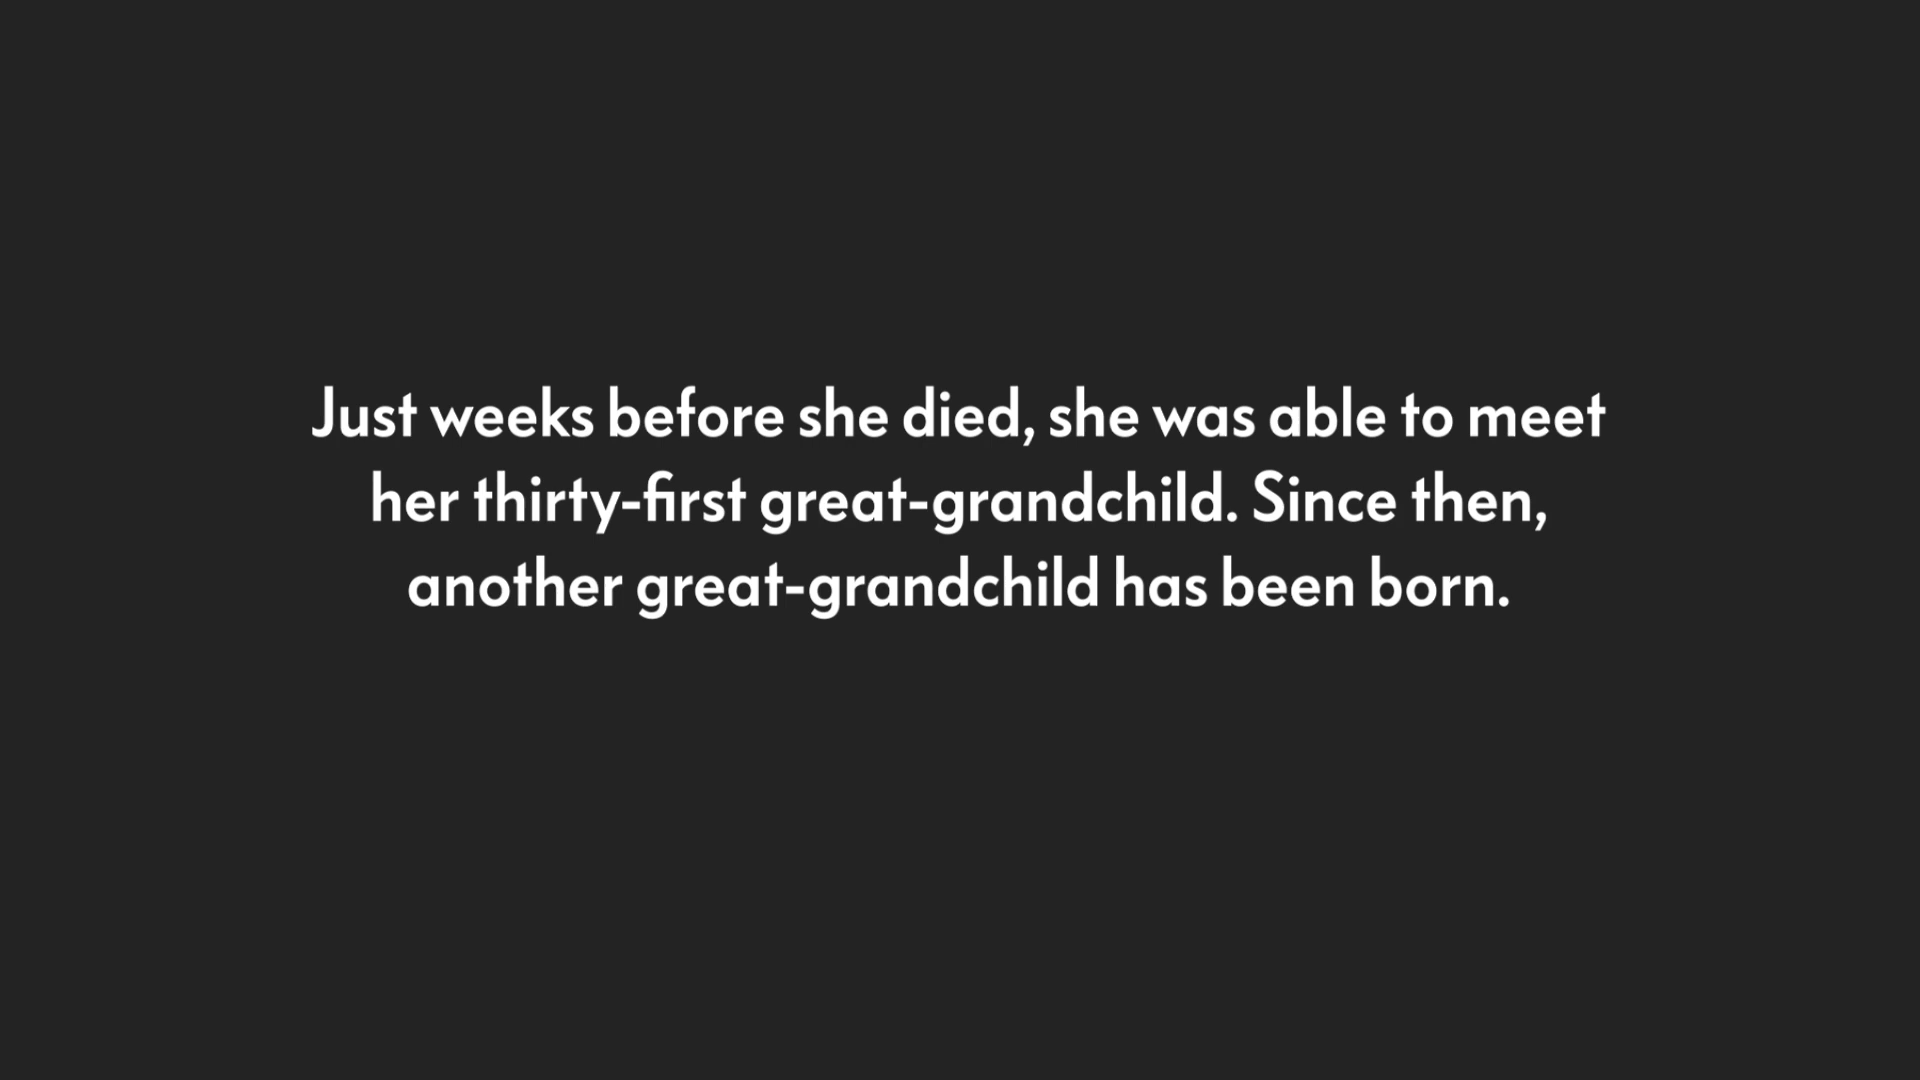 Just weeks before she died, she was able to meet
her thirty-first great-grandchild. Since then,
another great-grandchild has been born.